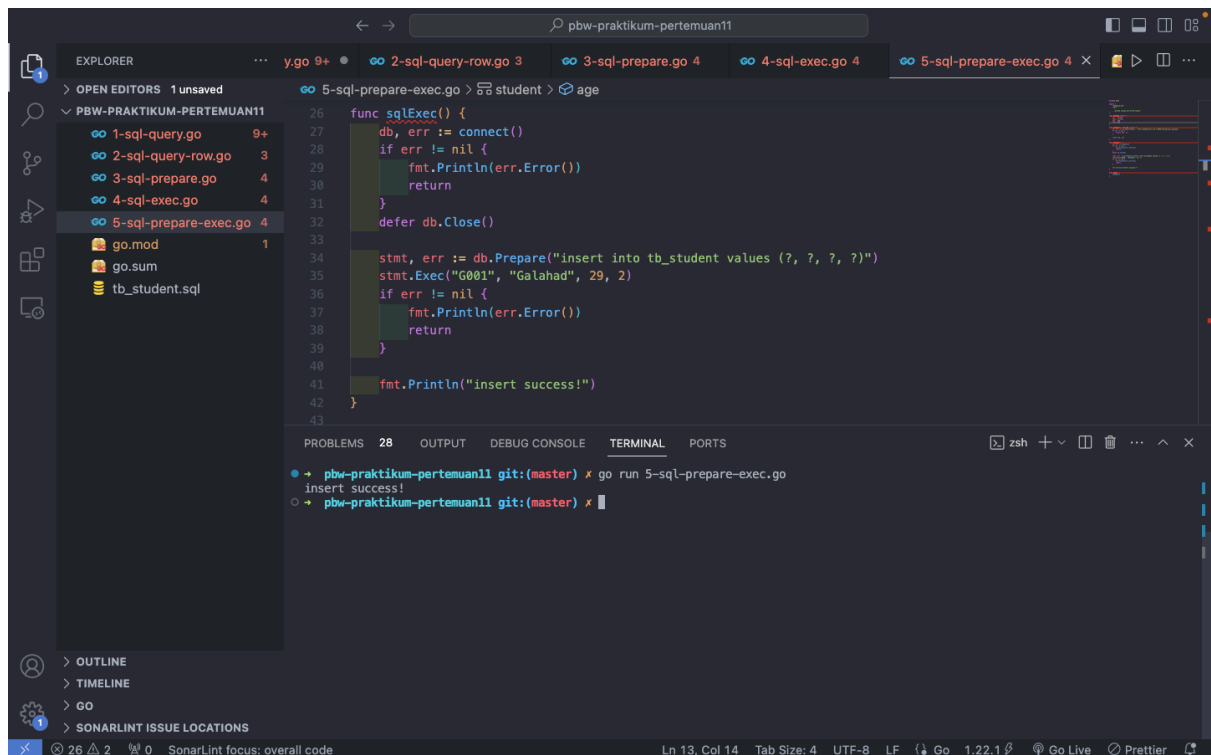 pbw-praktikum-pertemuan11
EXPLORER
y.go 9+
2-sql-query-row.go 3
3-sql-prepare.go 4
4-sql-exec.go 4
5-sql-prepare-exec.go 4
OPEN EDITORS 1 unsaved
5-sql-prepare-exec.go > student > age
PBW-PRAKTIKUM-PERTEMUAN11
1-sql-query.go 9+
2-sql-query-row.go 3
3-sql-prepare.go 4
4-sql-exec.go 4
5-sql-prepare-exec.go 4
go.mod 1
go.sum
tb_student.sql
26 func sqlExec() {
27 db, err := connect()
28 if err != nil {
29 fmt.Println(err.Error())
30 return
31 }
32 defer db.Close()
33
34 stmt, err := db.Prepare("insert into tb_student values (?, ?, ?, ?)")
35 stmt.Exec("G001", "Galahad", 29, 2)
36 if err != nil {
37 fmt.Println(err.Error())
38 return
39 }
40
41 fmt.Println("insert success!")
42 }
43
PROBLEMS 28 OUTPUT DEBUG CONSOLE TERMINAL PORTS
zsh
pbw-praktikum-pertemuan11 git:(master) ✗ go run 5-sql-prepare-exec.go
insert success!
pbw-praktikum-pertemuan11 git:(master) ✗
OUTLINE
TIMELINE
GO
SONARLINT ISSUE LOCATIONS
1
1
26 2 0 SonarLint focus: overall code
Ln 13, Col 14 Tab Size: 4 UTF-8 LF Go 1.22.1 Go Live Prettier